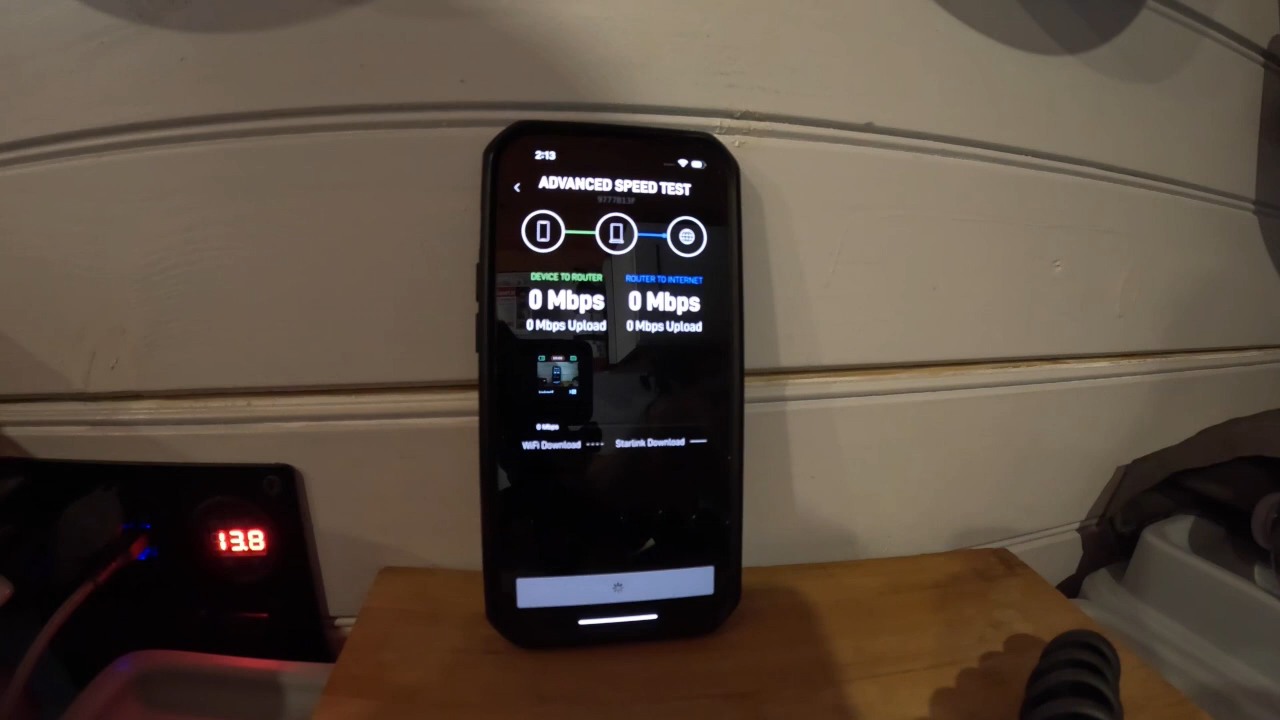 2:13
ADVANCED SPEED TEST
9777B13F
DEVICE TO ROUTER
ROUTER TO INTERNET
0 Mbps
0 Mbps
0 Mbps Upload
0 Mbps Upload
0 Mbps
WiFi Download
Starlink Download
13.8